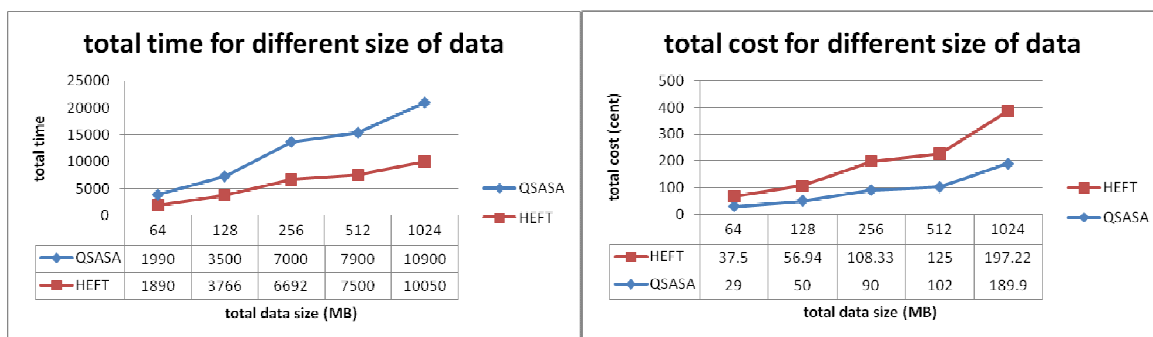 total time for different size of data
25000
20000
15000
10000
5000
0
total time
64 128 256 512 1024
QSASA 1990 3500 7000 7900 10900
HEFT 1890 3766 6692 7500 10050
total data size (MB)
QSASA
HEFT
total cost for different size of data
500
400
300
200
100
0
total cost (cent)
64 128 256 512 1024
HEFT 37.5 56.94 108.33 125 197.22
QSASA 29 50 90 102 189.9
total data size (MB)
HEFT
QSASA